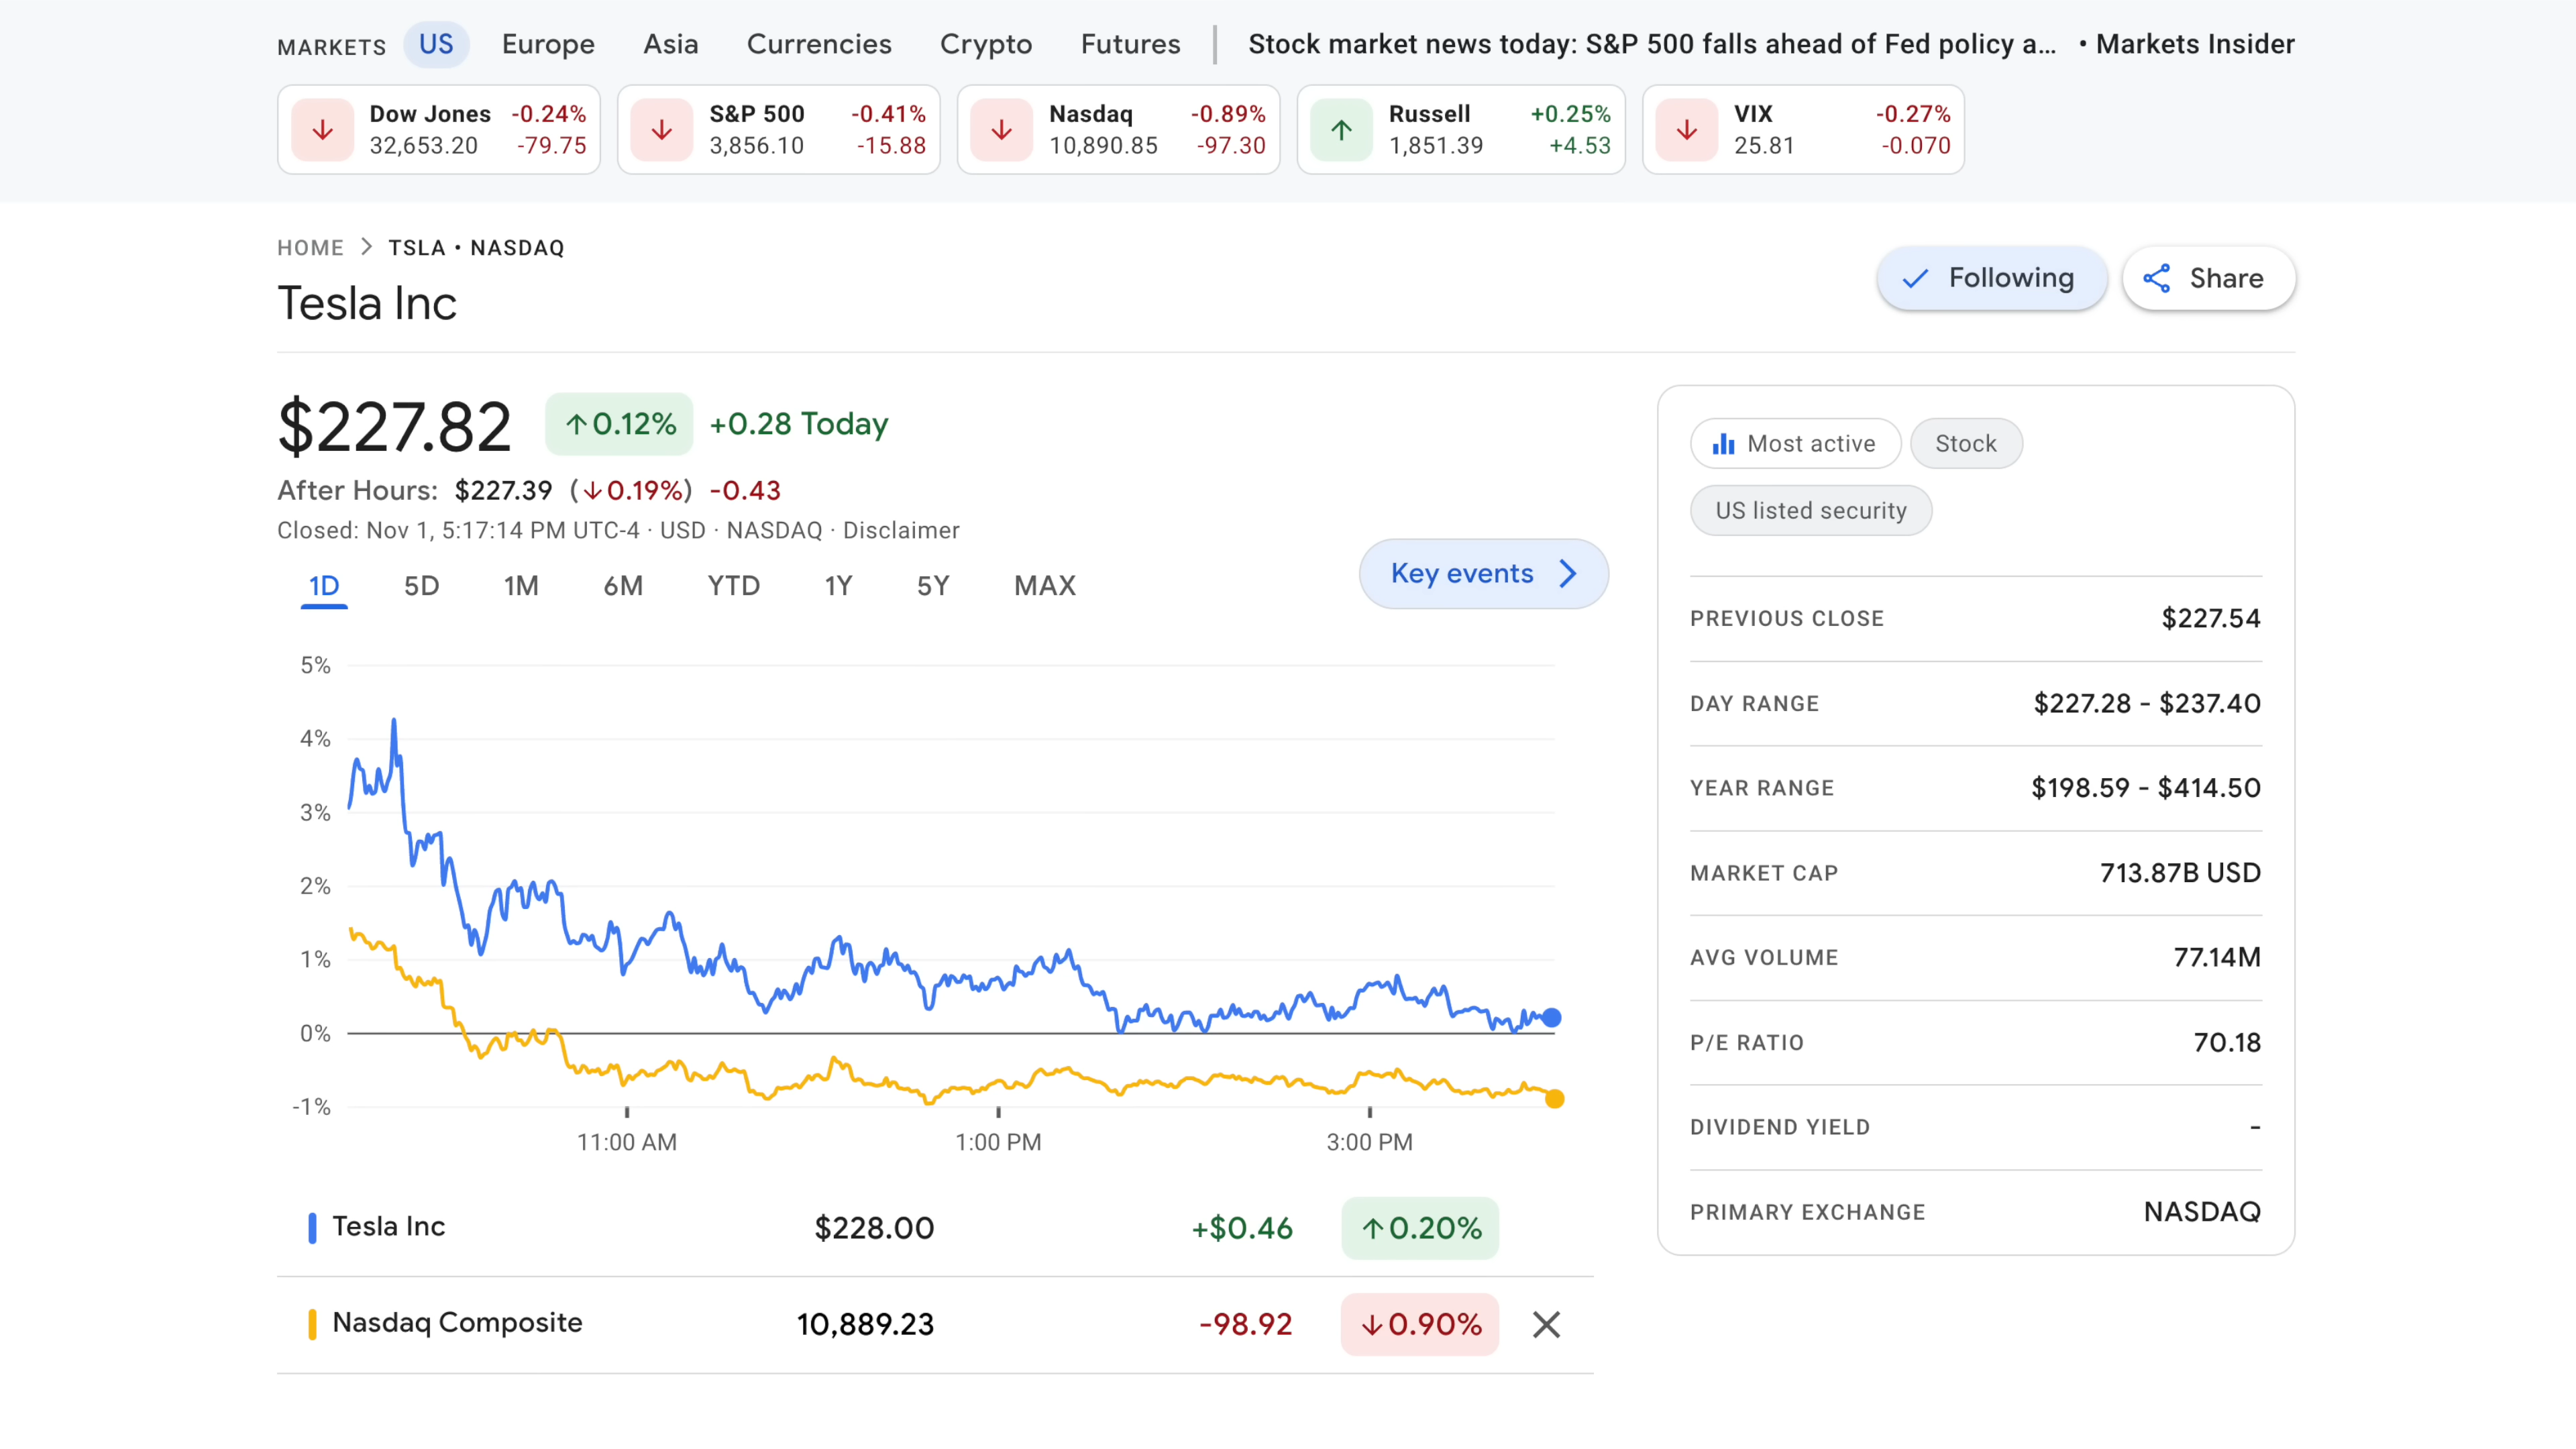 MARKETS US Europe Asia Currencies Crypto Futures Stock market news today: S&P 500 falls ahead of Fed policy a... • Markets Insider
Dow Jones -0.24% S&P 500 -0.41% Nasdaq -0.89% Russell +0.25% VIX -0.27%
32,653.20 -79.75 3,856.10 -15.88 10,890.85 -97.30 1,851.39 +4.53 25.81 -0.070
HOME > TSLA • NASDAQ
Tesla Inc
Following Share
$227.82 ↑0.12% +0.28 Today
After Hours: $227.39 (↓0.19%) -0.43
Closed: Nov 1, 5:17:14 PM UTC-4 · USD · NASDAQ · Disclaimer
Key events
1D 5D 1M 6M YTD 1Y 5Y MAX
5%
4%
3%
2%
1%
0%
-1%
11:00 AM 1:00 PM 3:00 PM
Tesla Inc $228.00 +$0.46 ↑0.20%
Nasdaq Composite 10,889.23 -98.92 ↓0.90%
Most active Stock
US listed security
PREVIOUS CLOSE $227.54
DAY RANGE $227.28 - $237.40
YEAR RANGE $198.59 - $414.50
MARKET CAP 713.87B USD
AVG VOLUME 77.14M
P/E RATIO 70.18
DIVIDEND YIELD -
PRIMARY EXCHANGE NASDAQ